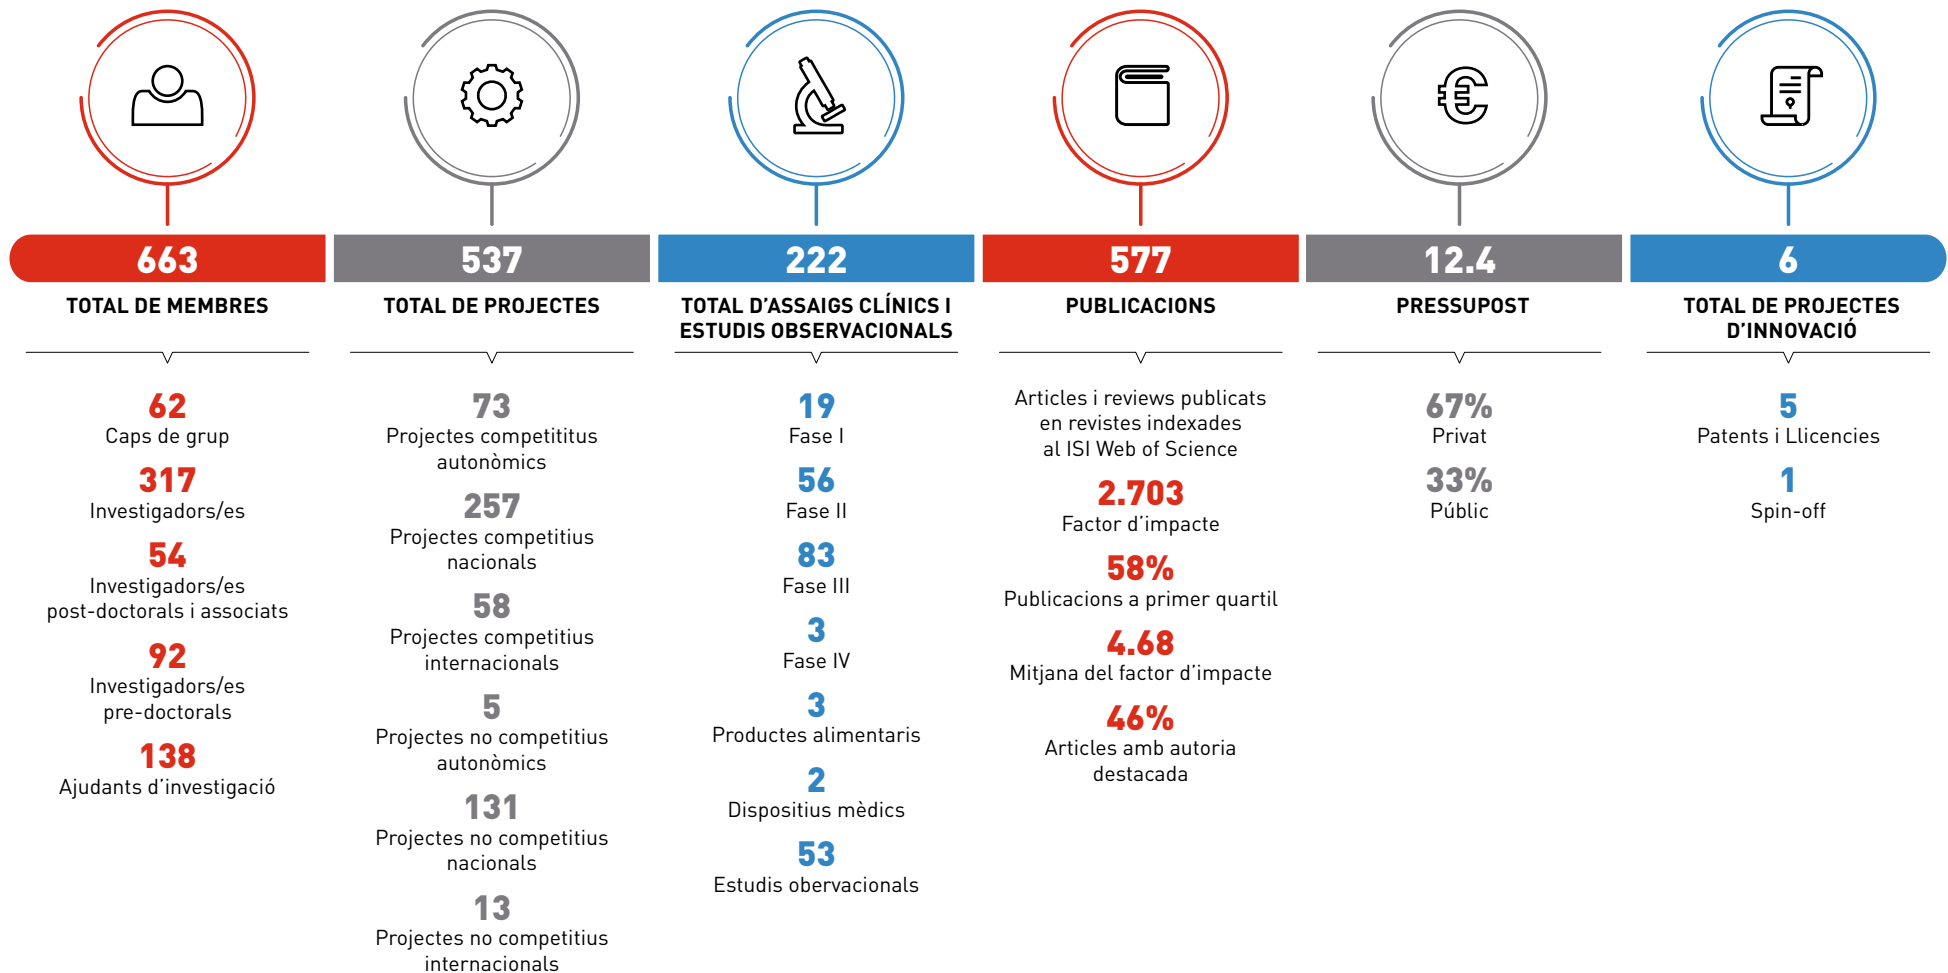 663
TOTAL DE MEMBRES
62
Caps de grup
317
Investigadors/es
54
Investigadors/es
post-doctorals i associats
92
Investigadors/es
pre-doctorals
138
Ajudants d’investigació
537
TOTAL DE PROJECTES
73
Projectes competititus
autonòmics
257
Projectes competitius
nacionals
58
Projectes competitius
internacionals
5
Projectes no competitius
autonòmics
131
Projectes no competitius
nacionals
13
Projectes no competitius
internacionals
222
TOTAL D’ASSAIGS CLÍNICS I
ESTUDIS OBSERVACIONALS
19
Fase I
56
Fase II
83
Fase III
3
Fase IV
3
Productes alimentaris
2
Dispositius mèdics
53
Estudis obervacionals
577
PUBLICACIONS
Articles i reviews publicats
en revistes indexades
al ISI Web of Science
2.703
Factor d’impacte
58%
Publicacions a primer quartil
4.68
Mitjana del factor d’impacte
46%
Articles amb autoria
destacada
12.4
PRESSUPOST
67%
Privat
33%
Públic
6
TOTAL DE PROJECTES
D’INNOVACIÓ
5
Patents i Llicencies
1
Spin-off